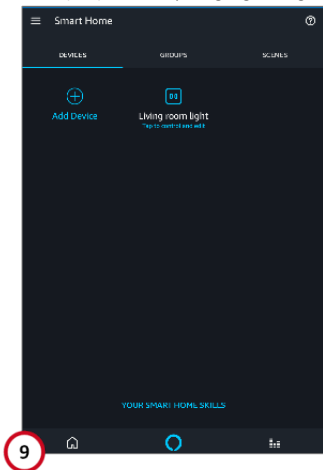 Smart Home
DEVICES GROUPS SCENES
Add Device Living room light
Tap to control and edit
YOUR SMART HOME SKILLS
9